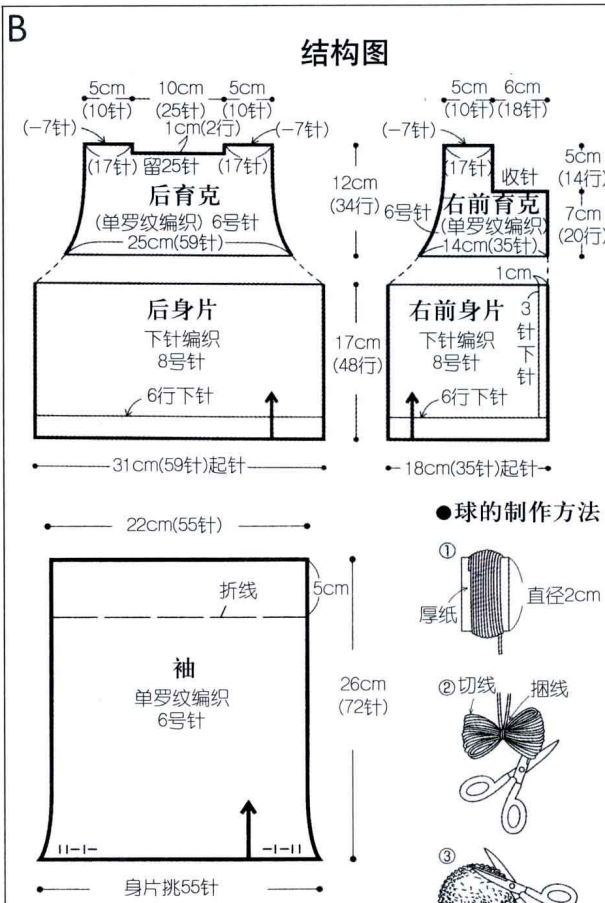 B
结构图
5cm 10cm 5cm
(10针) (25针) (10针)
1cm(2行)
(-7针) (-7针)
(17针) 留25针 (17针)
后育克
(单罗纹编织) 6号针
25cm(59针)
12cm
(34行)
5cm 6cm
(10针) (18针)
(-7针)
(17针)
收针
5cm
(14行)
6号针
右前育克
(单罗纹编织)
14cm(35针)
7cm
(20行)
后身片
下针编织
8号针
6行下针
31cm(59针)起针
17cm
(48行)
1cm
右前身片
下针编织
8号针
3针下针
6行下针
18cm(35针)起针
22cm(55针)
折线
5cm
袖
单罗纹编织
6号针
26cm
(72针)
11-1- -1-11
身片挑55针
●球的制作方法
①
厚纸
直径2cm
②切线 捆线
③